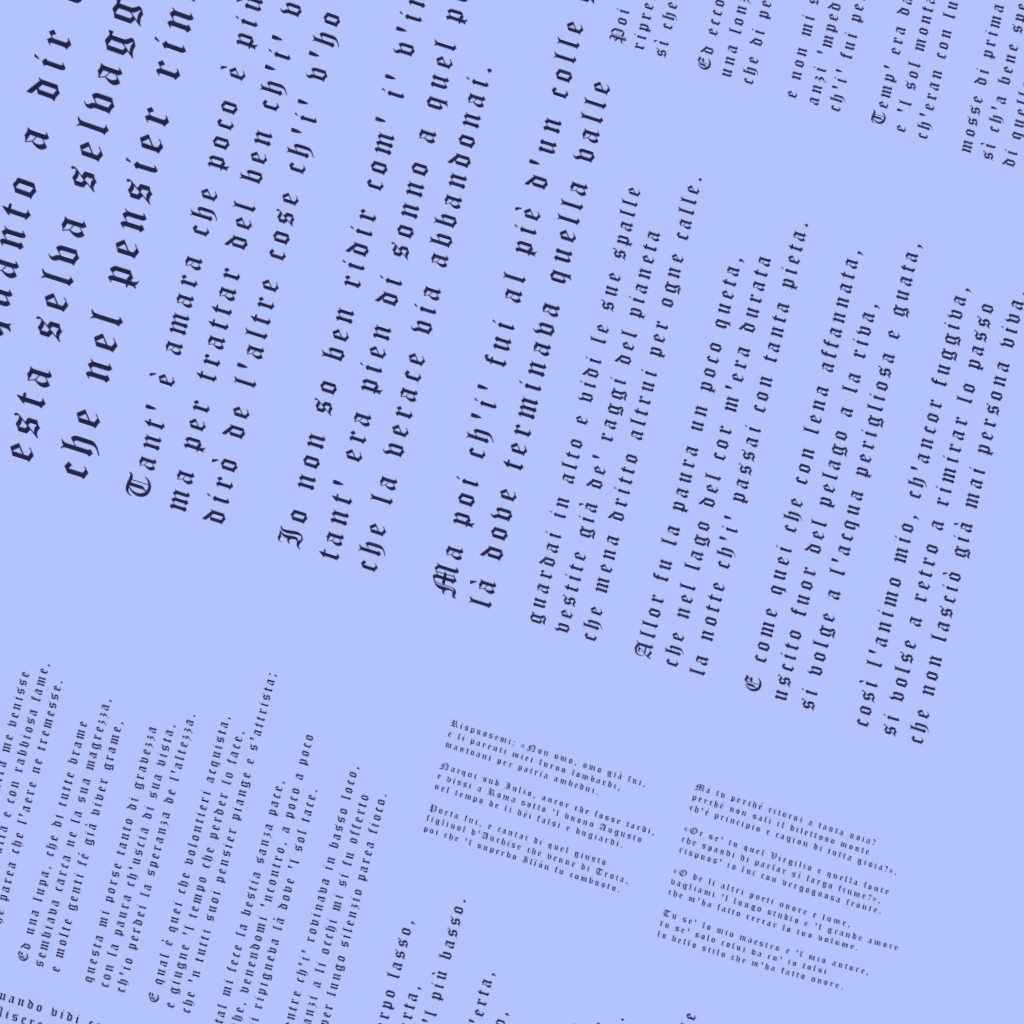 quanto a dir
esta selva selvagg
che nel pensier rin
Tant' è amara che poco è più
ma per trattar del ben ch'i' v
dirò de l'altre cose ch'i' v'ho
Io non so ben ridir com' i' v'in
tant' era pien di sonno a quel p
che la verace via abbandonai.
Ma poi ch'i' fui al piè d'un colle
là dove terminava quella valle
guardai in alto e vidi le sue spalle
vestite già de' raggi del pianeta
che mena dritto altrui per ogne calle.
Allor fu la paura un poco queta,
che nel lago del cor m'era durata
la notte ch'i' passai con tanta pieta.
E come quei che con lena affannata,
uscito fuor del pelago a la riva,
si volge a l'acqua perigliosa e guata,
così l'animo mio, ch'ancor fuggiva,
si volse a retro a rimirar lo passo
che non lasciò già mai persona viva.
Poi
ripre
sì che
Ed ecco
una lonz
che di pe
e non mi s
anzi 'mped
ch'i' fui pe
Temp' era da
e 'l sol monta
ch'eran con lu
mosse di prima
sì ch'a bene spe
di quell
me venisse
e con rabbiosa fame,
parea che l'aere ne tremesse.
Ed una lupa, che di tutte brame
sembiava carca ne la sua magrezza,
e molte genti fé già viver grame,
questa mi porse tanto di gravezza
con la paura ch'uscia di sua vista,
ch'io perdei la speranza de l'altezza.
E qual è quei che volontieri acquista,
e giugne 'l tempo che perder lo face,
che 'n tutti suoi pensier piange e s'attrista;
tal mi fece la bestia sanza pace,
che, venendomi 'ncontro, a poco a poco
mi ripigneva là dove 'l sol tace.
Mentre ch'i' rovinava in basso loco,
dinanzi a li occhi mi si fu offerto
per lungo silenzio parea fioco.
uando vidi co
iser
rpo lasso,
rta,
'l più basso.
'erta,
Rispuosemi: «Non omo, omo già fui,
e li parenti miei furon lombardi,
mantoani per patrïa ambedui.
Nacqui sub Iulio, ancor che fosse tardi,
e vissi a Roma sotto 'l buono Augusto
nel tempo de li dèi falsi e bugiardi.
Poeta fui, e cantai di quel giusto
figliuol d'Anchise che venne di Troia,
poi che 'l superbo Ilïón fu combusto.
Ma tu perché ritorni a tanta noia?
perché non sali il dilettoso monte
ch'è principio e cagion di tutta gioia?».
«Or se' tu quel Virgilio e quella fonte
che spandi di parlar sì largo fiume?»,
rispuos' io lui con vergognosa fronte.
«O de li altri poeti onore e lume,
vagliami 'l lungo studio e 'l grande amore
che m'ha fatto cercar lo tuo volume.
Tu se' lo mio maestro e 'l mio autore,
tu se' solo colui da cu' io tolsi
lo bello stilo che m'ha fatto onore.